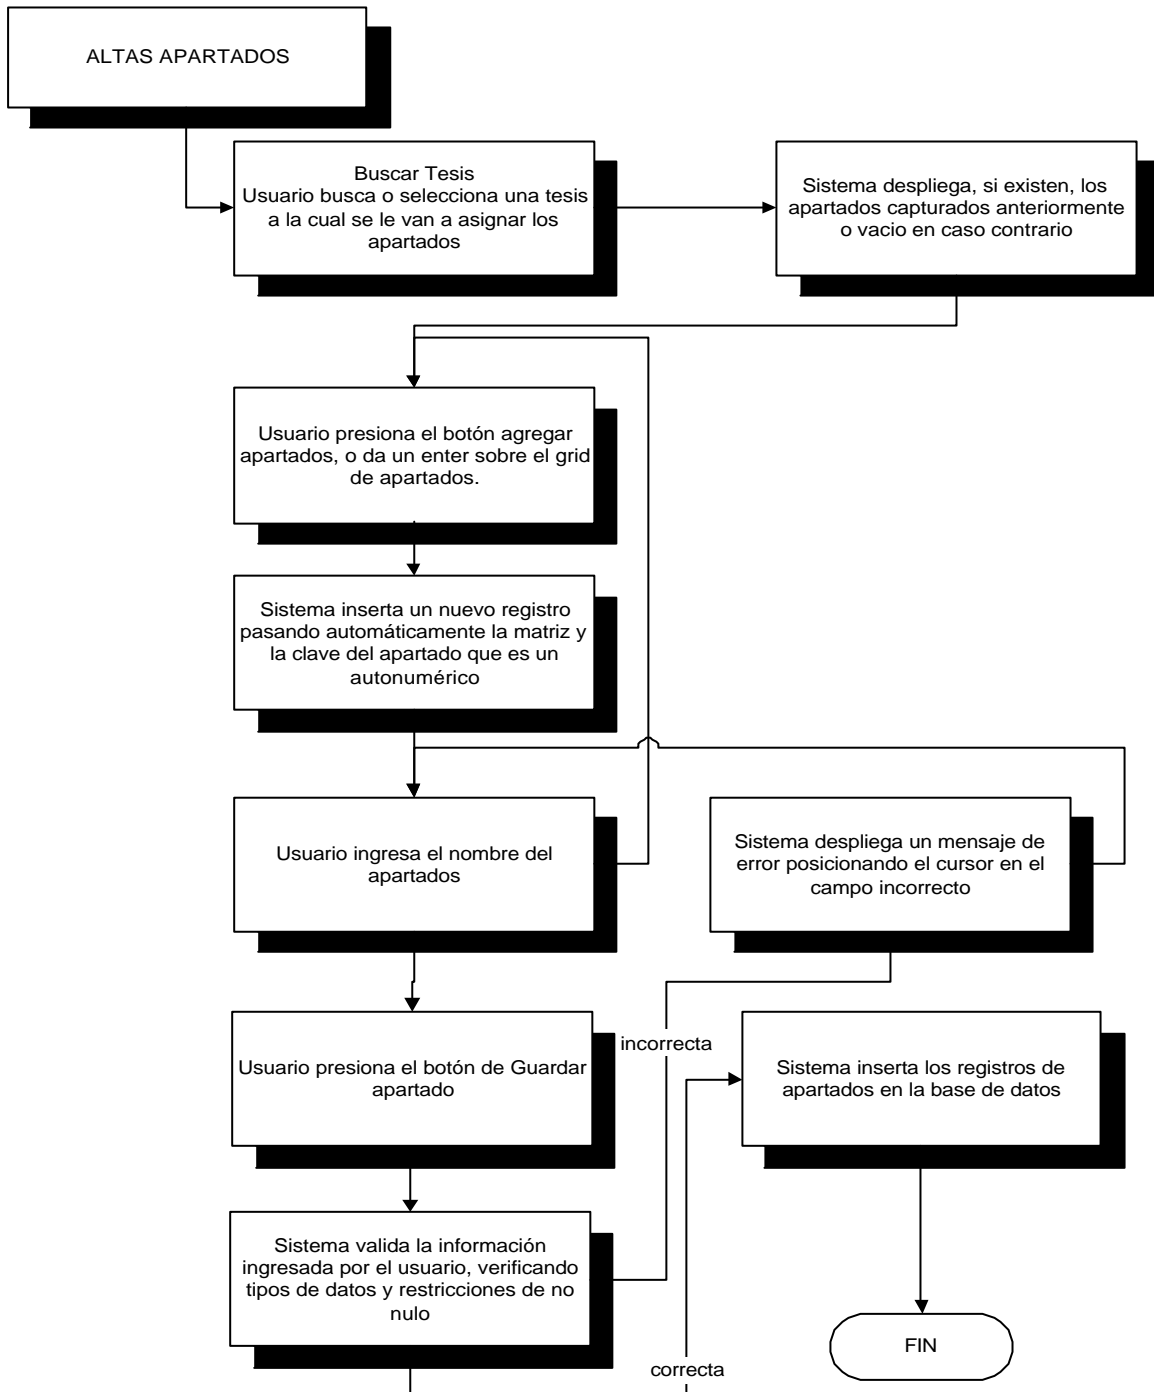 ALTAS APARTADOS
Buscar Tesis
Usuario busca o selecciona una tesis
a la cual se le van a asignar los
apartados
Sistema despliega, si existen, los
apartados capturados anteriormente
o vacio en caso contrario
Usuario presiona el botón agregar
apartados, o da un enter sobre el grid
de apartados.
Sistema inserta un nuevo registro
pasando automáticamente la matriz y
la clave del apartado que es un
autonumérico
Usuario ingresa el nombre del
apartados
Sistema despliega un mensaje de
error posicionando el cursor en el
campo incorrecto
Usuario presiona el botón de Guardar
apartado
incorrecta
Sistema inserta los registros de
apartados en la base de datos
Sistema valida la información
ingresada por el usuario, verificando
tipos de datos y restricciones de no
nulo
correcta
FIN